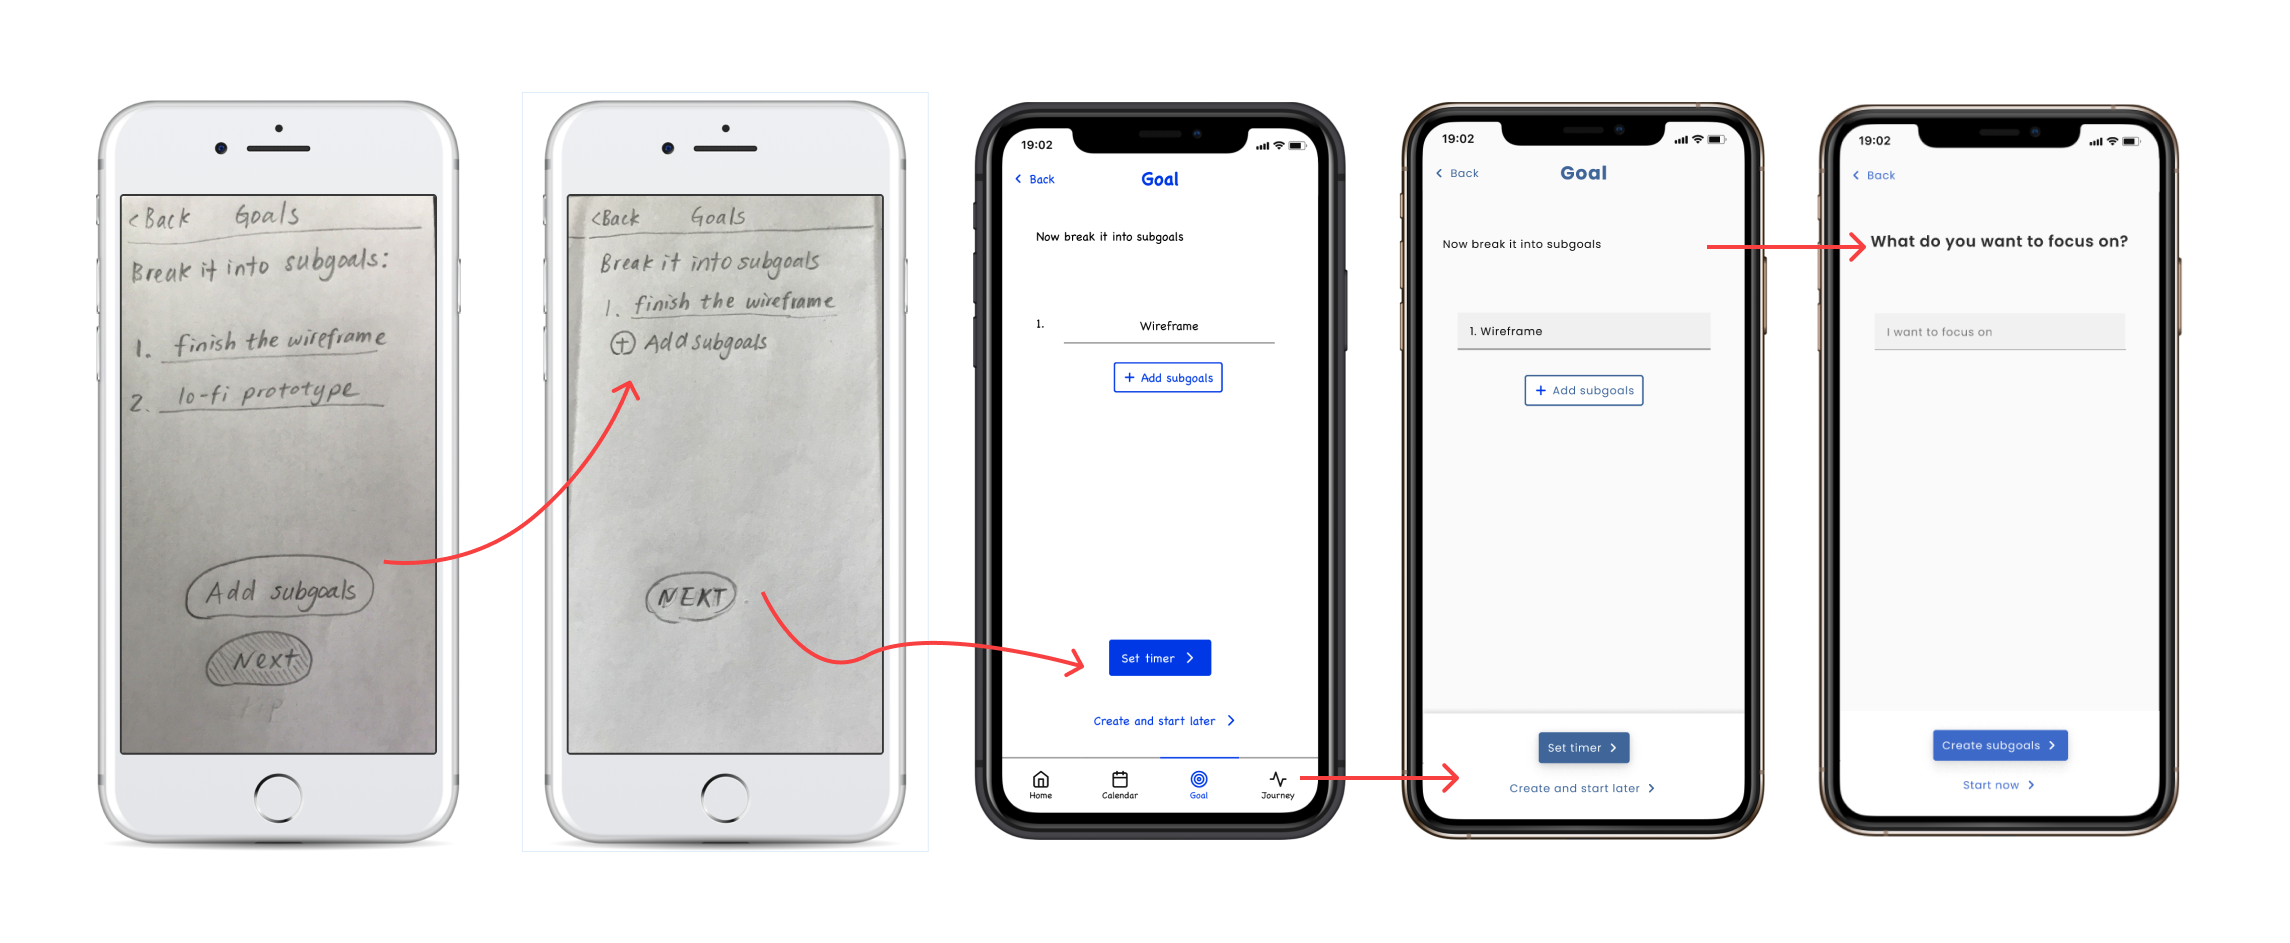 <Back Goals
Break it into subgoals:
1. finish the wireframe
2. lo-fi prototype
Add subgoals
Next
<Back Goals
Break it into subgoals
1. finish the wireframe
+ Add subgoals
NEXT
19:02
< Back Goal
Now break it into subgoals
1. Wireframe
+ Add subgoals
Set timer >
Create and start later >
Home Calendar Goal Journey
19:02
< Back Goal
Now break it into subgoals
1. Wireframe
+ Add subgoals
Set timer >
Create and start later >
19:02
< Back
What do you want to focus on?
I want to focus on
Create subgoals >
Start now >